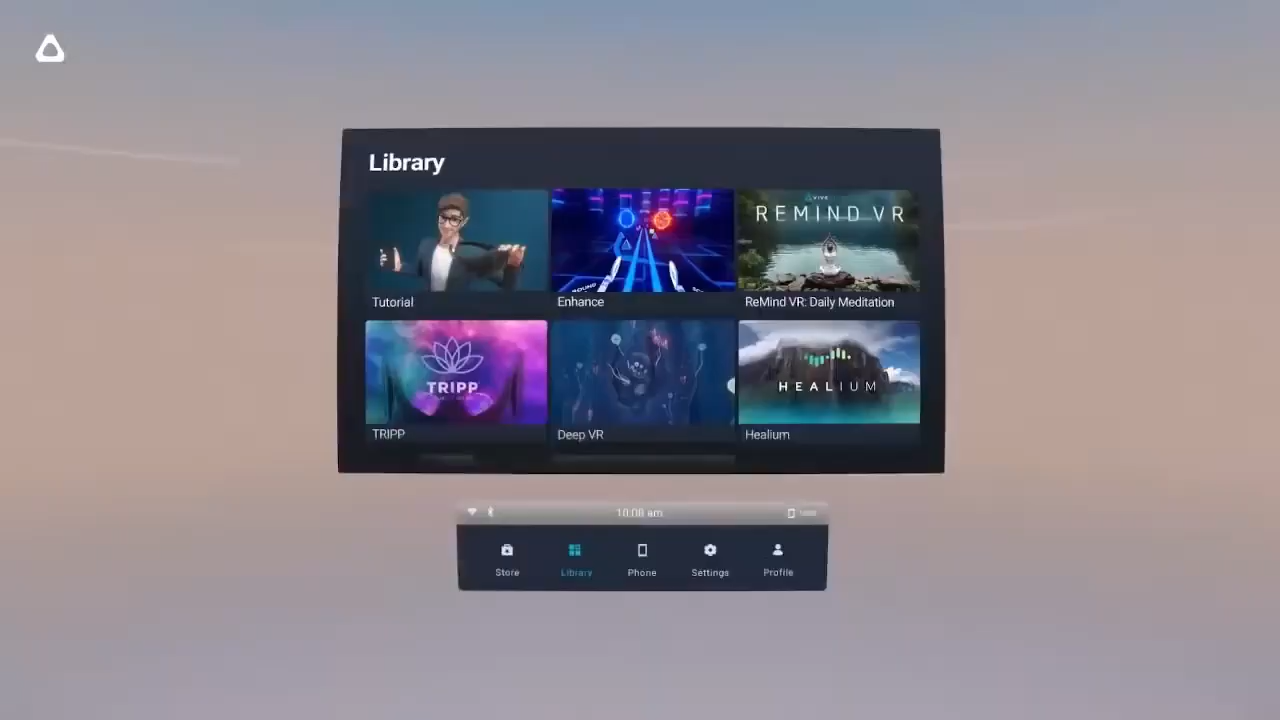 Library
VIVE
REMIND VR
Tutorial
Enhance
ReMind VR: Daily Meditation
TRIPP
HEALIUM
TRIPP
Deep VR
Healium
10:08 am
Store
Library
Phone
Settings
Profile